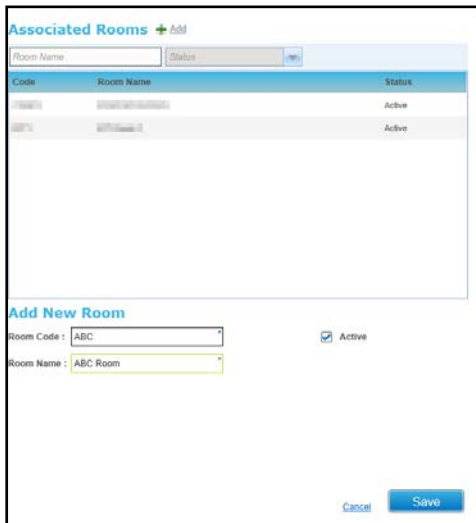 Associated Rooms + Add
Room Name Status
Code Room Name Status
Active
Active
Add New Room
Room Code : ABC * Active
Room Name : ABC Room *
Cancel Save